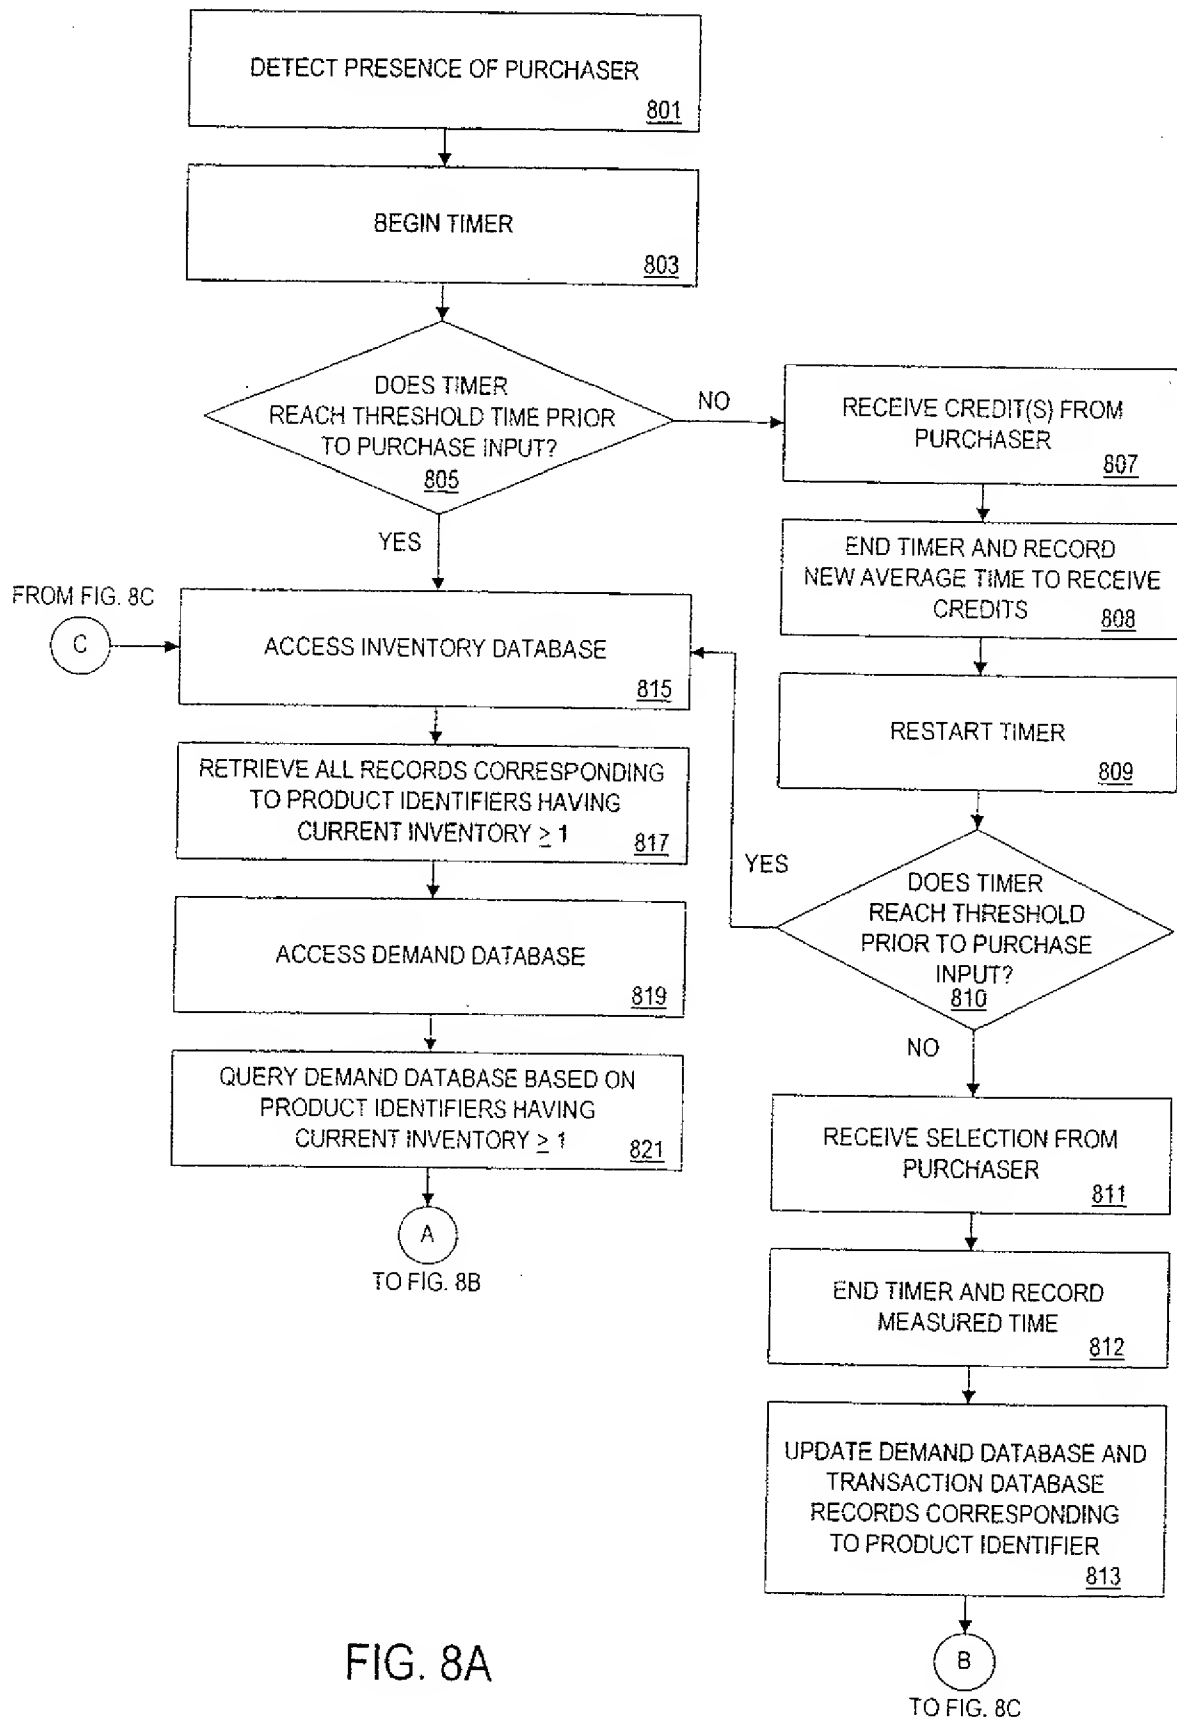 DETECT PRESENCE OF PURCHASER
801
BEGIN TIMER
803
DOES TIMER
REACH THRESHOLD TIME PRIOR
TO PURCHASE INPUT?
805
NO
YES
RECEIVE CREDIT(S) FROM
PURCHASER
807
END TIMER AND RECORD
NEW AVERAGE TIME TO RECEIVE
CREDITS
808
RESTART TIMER
809
DOES TIMER
REACH THRESHOLD
PRIOR TO PURCHASE
INPUT?
810
YES
NO
FROM FIG. 8C
C
ACCESS INVENTORY DATABASE
815
RETRIEVE ALL RECORDS CORRESPONDING
TO PRODUCT IDENTIFIERS HAVING
CURRENT INVENTORY ≥ 1
817
ACCESS DEMAND DATABASE
819
QUERY DEMAND DATABASE BASED ON
PRODUCT IDENTIFIERS HAVING
CURRENT INVENTORY ≥ 1
821
A
TO FIG. 8B
RECEIVE SELECTION FROM
PURCHASER
811
END TIMER AND RECORD
MEASURED TIME
812
UPDATE DEMAND DATABASE AND
TRANSACTION DATABASE
RECORDS CORRESPONDING
TO PRODUCT IDENTIFIER
813
B
TO FIG. 8C
FIG. 8A